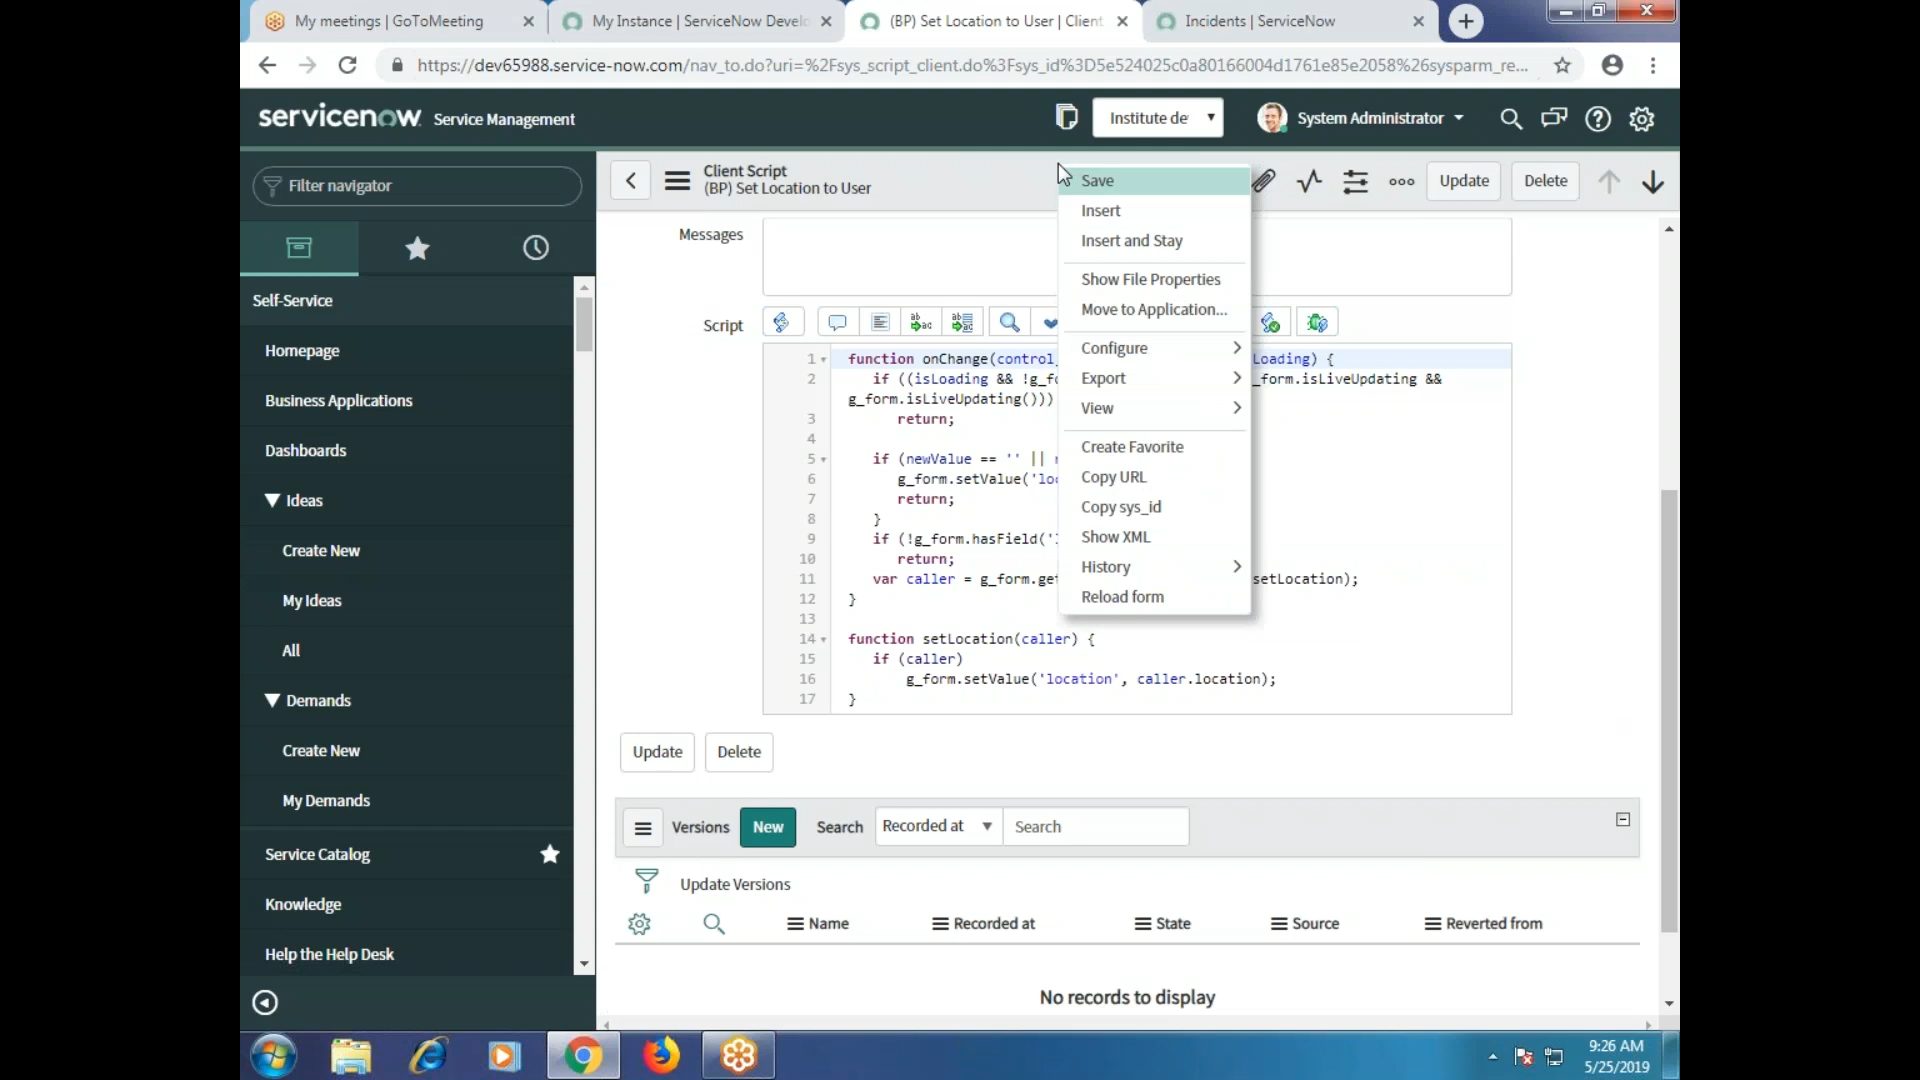 My meetings | GoToMeeting
My Instance | ServiceNow Develo
(BP) Set Location to User | Client
Incidents | ServiceNow
https://dev65988.service-now.com/nav_to.do?uri=%2Fsys_script_client.do%3Fsys_id%3D5e524025c0a80166004d1761e85e2058%26sysparm_re...
servicenow Service Management
Institute de
System Administrator
Filter navigator
Self-Service
Homepage
Business Applications
Dashboards
Ideas
Create New
My Ideas
All
Demands
Create New
My Demands
Service Catalog
Knowledge
Help the Help Desk
Client Script
(BP) Set Location to User
Update
Delete
Messages
Script
Save
Insert
Insert and Stay
Show File Properties
Move to Application...
Configure
Export
View
Create Favorite
Copy URL
Copy sys_id
Show XML
History
Reload form
1 function onChange(control_ Loading) {
2 if ((isLoading && !g_fo _form.isLiveUpdating &&
g_form.isLiveUpdating()))
3 return;
4
5 if (newValue == '' ||
6 g_form.setValue('loc
7 return;
8 }
9 if (!g_form.hasField('
10 return;
11 var caller = g_form.get setLocation);
12 }
13
14 function setLocation(caller) {
15 if (caller)
16 g_form.setValue('location', caller.location);
17 }
Update
Delete
Versions
New
Search
Recorded at
Search
Update Versions
Name
Recorded at
State
Source
Reverted from
No records to display
9:26 AM
5/25/2019